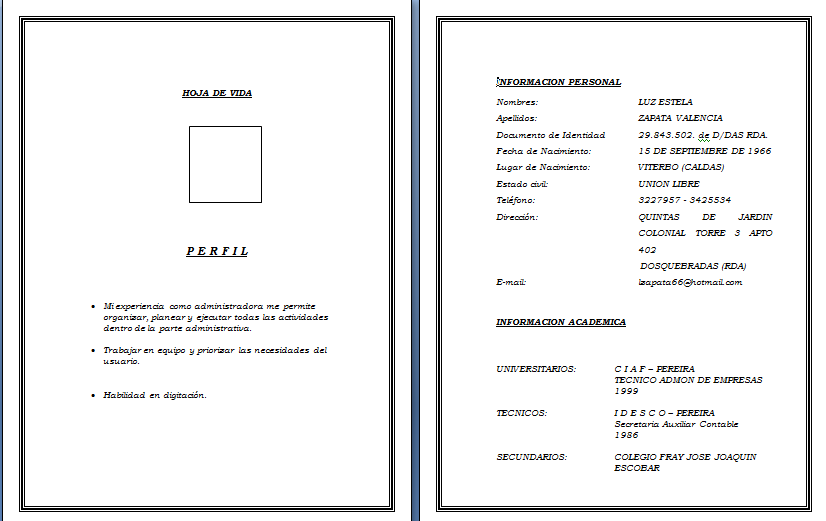 HOJA DE VIDA
P E R F I L
• Mi experiencia como administradora me permite
organizar, planear y ejecutar todas las actividades
dentro de la parte administrativa.
• Trabajar en equipo y priorizar las necesidades del
usuario.
• Habilidad en digitación.
INFORMACION PERSONAL
Nombres: LUZ ESTELA
Apellidos: ZAPATA VALENCIA
Documento de Identidad 29.843.502. de D/DAS RDA.
Fecha de Nacimiento: 15 DE SEPTIEMBRE DE 1966
Lugar de Nacimiento: VITERBO (CALDAS)
Estado civil: UNION LIBRE
Teléfono: 3227957 - 3425534
Dirección: QUINTAS DE JARDIN
COLONIAL TORRE 3 APTO
402
DOSQUEBRADAS (RDA)
E-mail: lzapata66@hotmail.com
INFORMACION ACADEMICA
UNIVERSITARIOS: C I A F – PEREIRA
TECNICO ADMON DE EMPRESAS
1999
TECNICOS: I D E S C O – PEREIRA
Secretaria Auxiliar Contable
1986
SECUNDARIOS: COLEGIO FRAY JOSE JOAQUIN
ESCOBAR